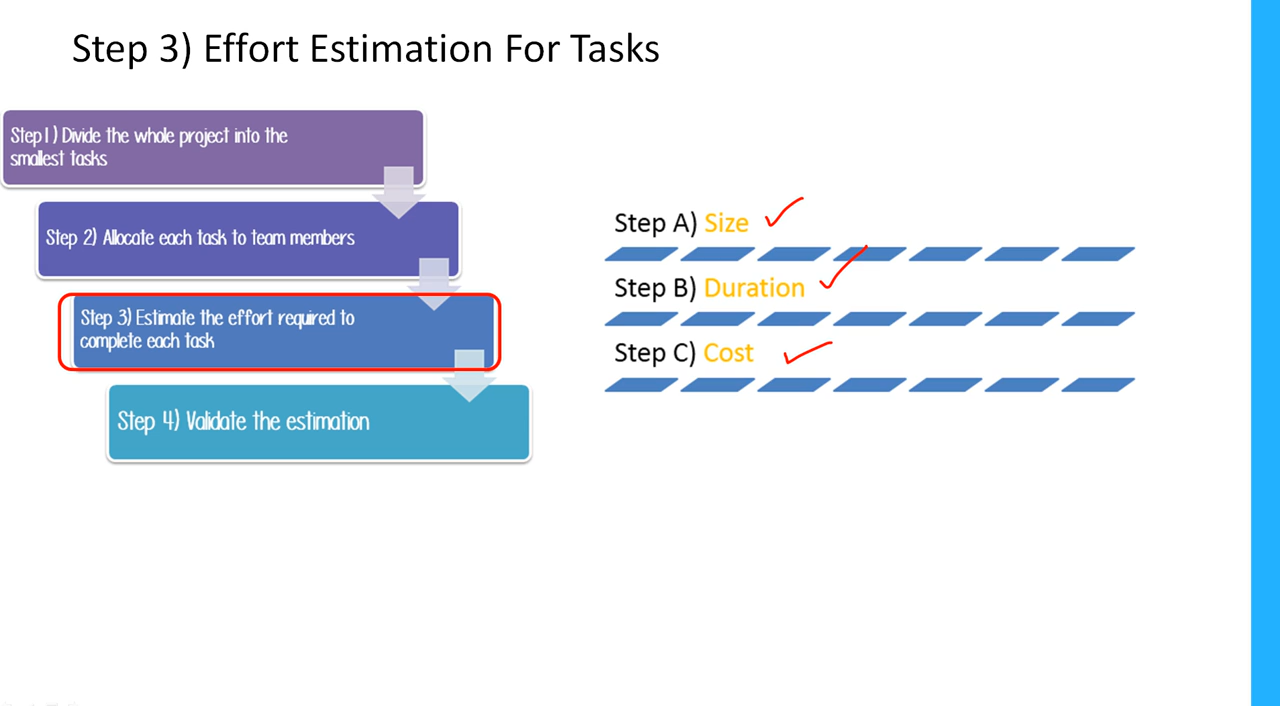 Step 3) Effort Estimation For Tasks
Step1) Divide the whole project into the
smallest tasks
Step 2) Allocate each task to team members
Step 3) Estimate the effort required to
complete each task
Step 4) Validate the estimation
Step A) Size
Step B) Duration
Step C) Cost